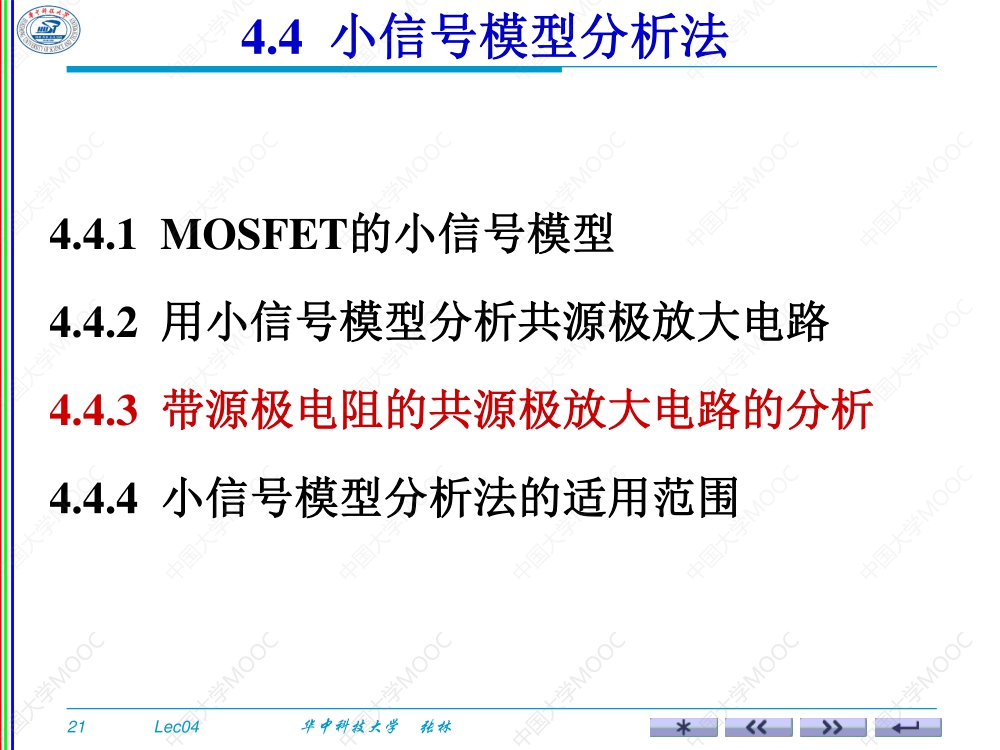 4.4 小信号模型分析法
4.4.1 MOSFET的小信号模型
4.4.2 用小信号模型分析共源极放大电路
4.4.3 带源极电阻的共源极放大电路的分析
4.4.4 小信号模型分析法的适用范围
21 Lec04 华中科技大学 张林
中国大学MOOC